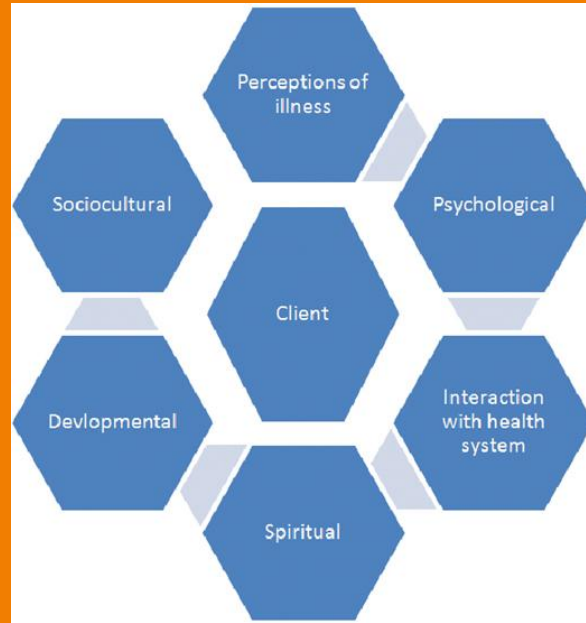 Perceptions of
illness
Psychological
Interaction
with health
system
Spiritual
Devlopmental
Sociocultural
Client